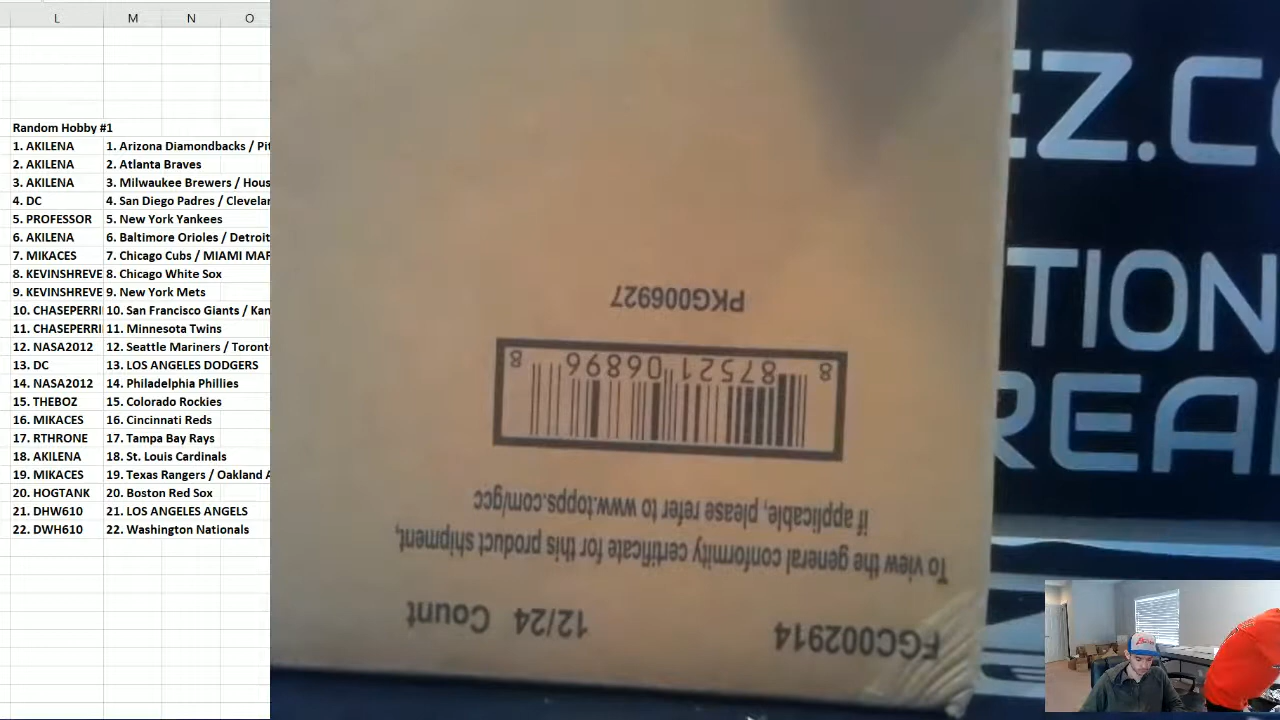 L M N O
Random Hobby #1
1. AKILENA 1. Arizona Diamondbacks / Pit
2. AKILENA 2. Atlanta Braves
3. AKILENA 3. Milwaukee Brewers / Hous
4. DC 4. San Diego Padres / Clevelan
5. PROFESSOR 5. New York Yankees
6. AKILENA 6. Baltimore Orioles / Detroit
7. MIKACES 7. Chicago Cubs / MIAMI MAR
8. KEVINSHREVE 8. Chicago White Sox
9. KEVINSHREVE 9. New York Mets
10. CHASEPERRI 10. San Francisco Giants / Kan
11. CHASEPERRI 11. Minnesota Twins
12. NASA2012 12. Seattle Mariners / Toront
13. DC 13. LOS ANGELES DODGERS
14. NASA2012 14. Philadelphia Phillies
15. THEBOZ 15. Colorado Rockies
16. MIKACES 16. Cincinnati Reds
17. RTHRONE 17. Tampa Bay Rays
18. AKILENA 18. St. Louis Cardinals
19. MIKACES 19. Texas Rangers / Oakland A
20. HOGTANK 20. Boston Red Sox
21. DHW610 21. LOS ANGELES ANGELS
22. DWH610 22. Washington Nationals
FGC002914 12/24 Count
To view the general conformity certificate for this product shipment,
if applicable, please refer to www.topps.com/gcc
8 87521 06896 8
PKG006927
EZ.C
TION
REA